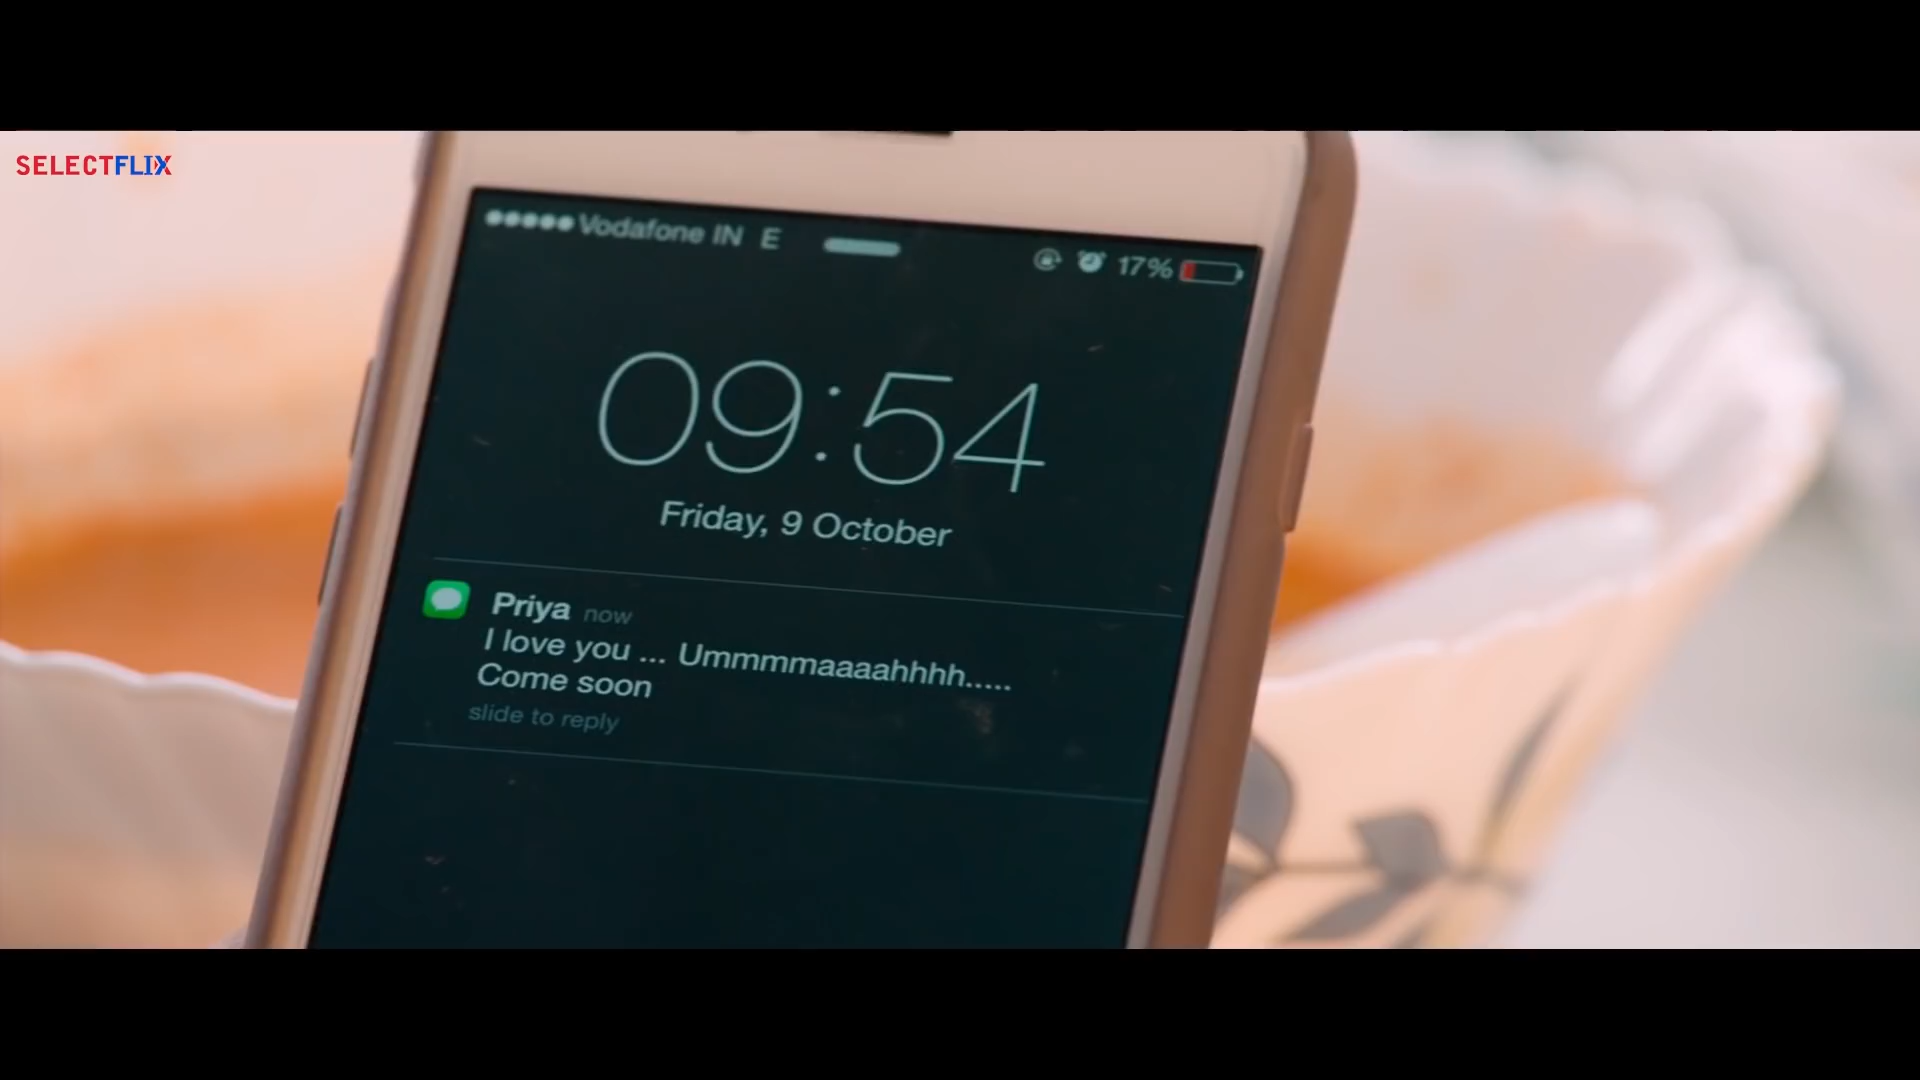 SELECTFLIX
Vodafone IN E
17%
09:54
Friday, 9 October
Priya now
I love you ... Ummmmaaaahhhh.....
Come soon
slide to reply